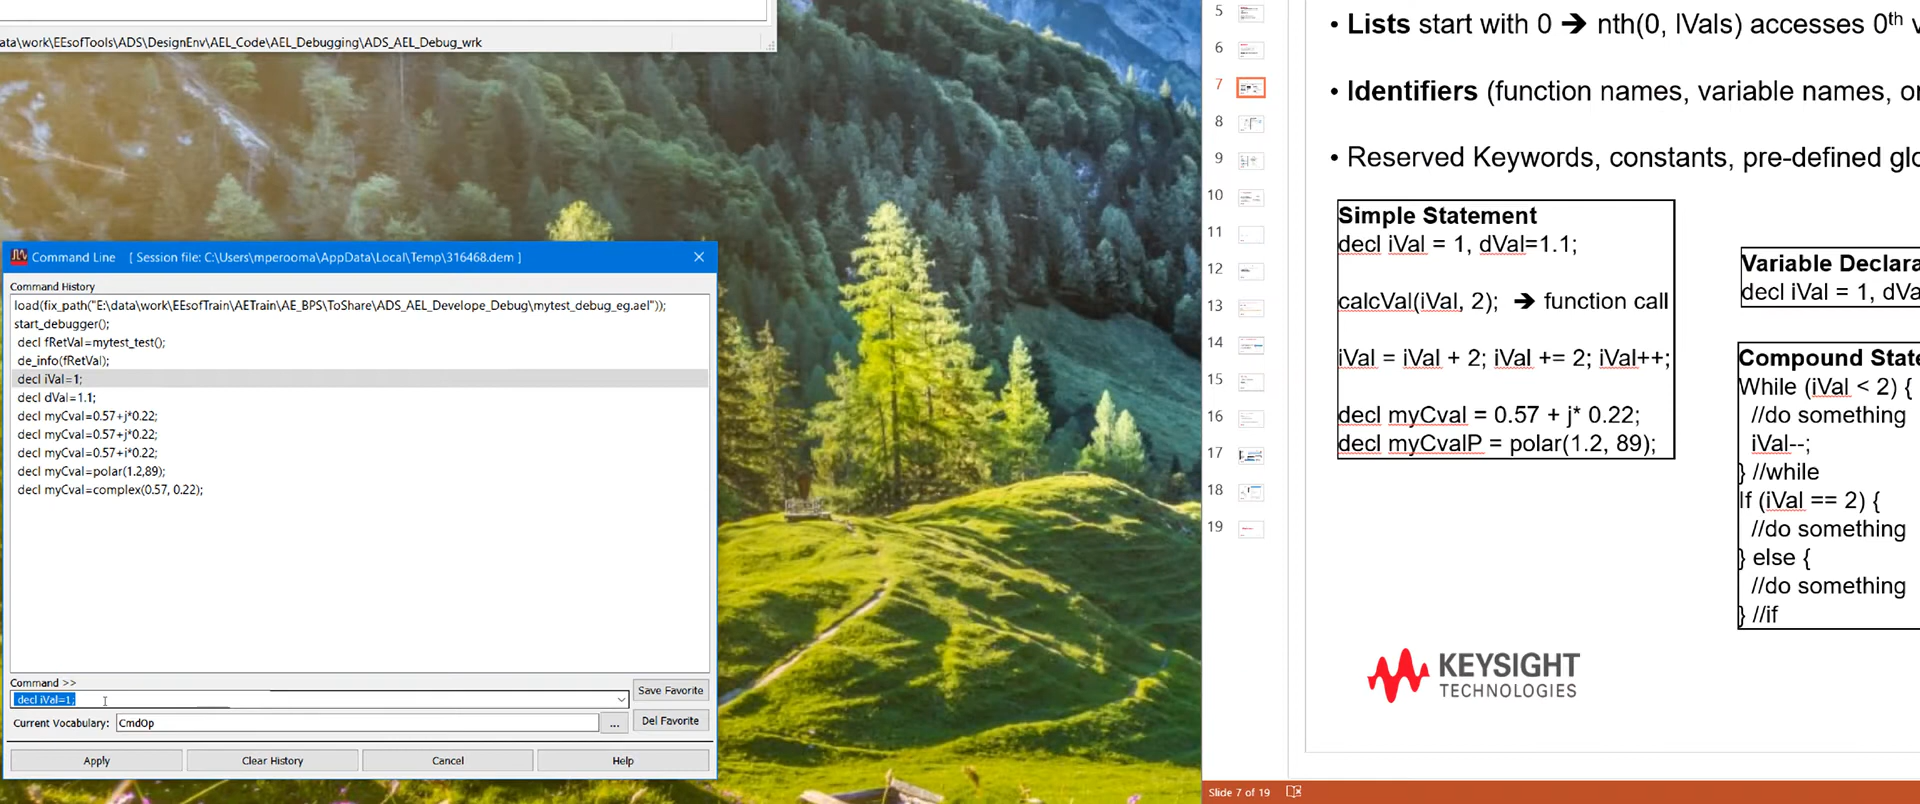 ata\work\EEsofTools\ADS\DesignEnv\AEL_Code\AEL_Debugging\ADS_AEL_Debug_wrk
Command Line [ Session file: C:\Users\mperooma\AppData\Local\Temp\316468.dem ]
Command History
load(fix_path("E:\data\work\EEsofTrain\AETrain\AE_BPS\ToShare\ADS_AEL_Develope_Debug\mytest_debug_eg.ael"));
start_debugger();
decl fRetVal=mytest_test();
de_info(fRetVal);
decl iVal=1;
decl dVal=1.1;
decl myCval=0.57+j*0.22;
decl myCval=0.57+j*0.22;
decl myCval=0.57+i*0.22;
decl myCval=polar(1.2,89);
decl myCval=complex(0.57, 0.22);
Command >>
decl iVal=1;
Save Favorite
Current Vocabulary: CmdOp
...
Del Favorite
Apply
Clear History
Cancel
Help
5
6
7
8
9
10
11
12
13
14
15
16
17
18
19
• Lists start with 0 ➔ nth(0, lVals) accesses 0th v
• Identifiers (function names, variable names, or
• Reserved Keywords, constants, pre-defined glo
Simple Statement
decl iVal = 1, dVal=1.1;
calcVal(iVal, 2); ➔ function call
iVal = iVal + 2; iVal += 2; iVal++;
decl myCval = 0.57 + j* 0.22;
decl myCvalP = polar(1.2, 89);
Variable Declara
decl iVal = 1, dVa
Compound State
While (iVal < 2) {
//do something
iVal--;
} //while
If (iVal == 2) {
//do something
} else {
//do something
} //if
KEYSIGHT
TECHNOLOGIES
Slide 7 of 19